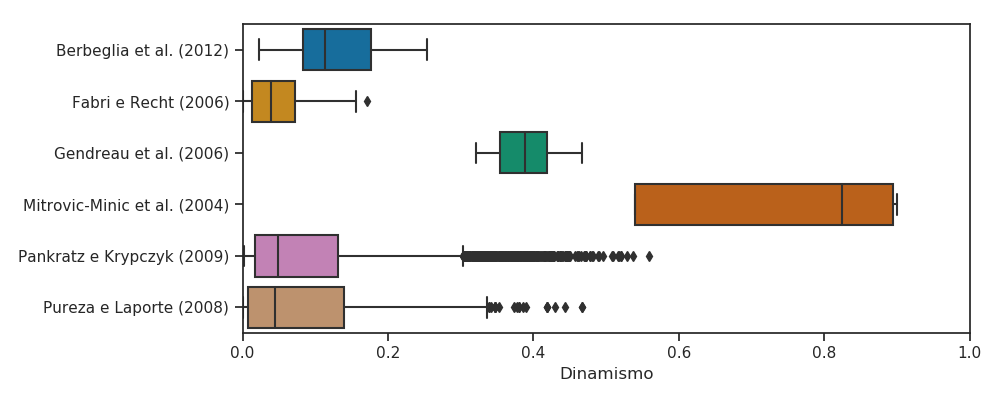 Berbeglia et al. (2012)
Fabri e Recht (2006)
Gendreau et al. (2006)
Mitrovic-Minic et al. (2004)
Pankratz e Krypczyk (2009)
Pureza e Laporte (2008)
0.0 0.2 0.4 0.6 0.8 1.0
Dinamismo